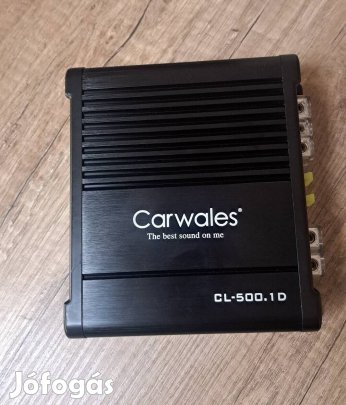 Carwales®
The best sound on me
CL-500.1D
Jófogás